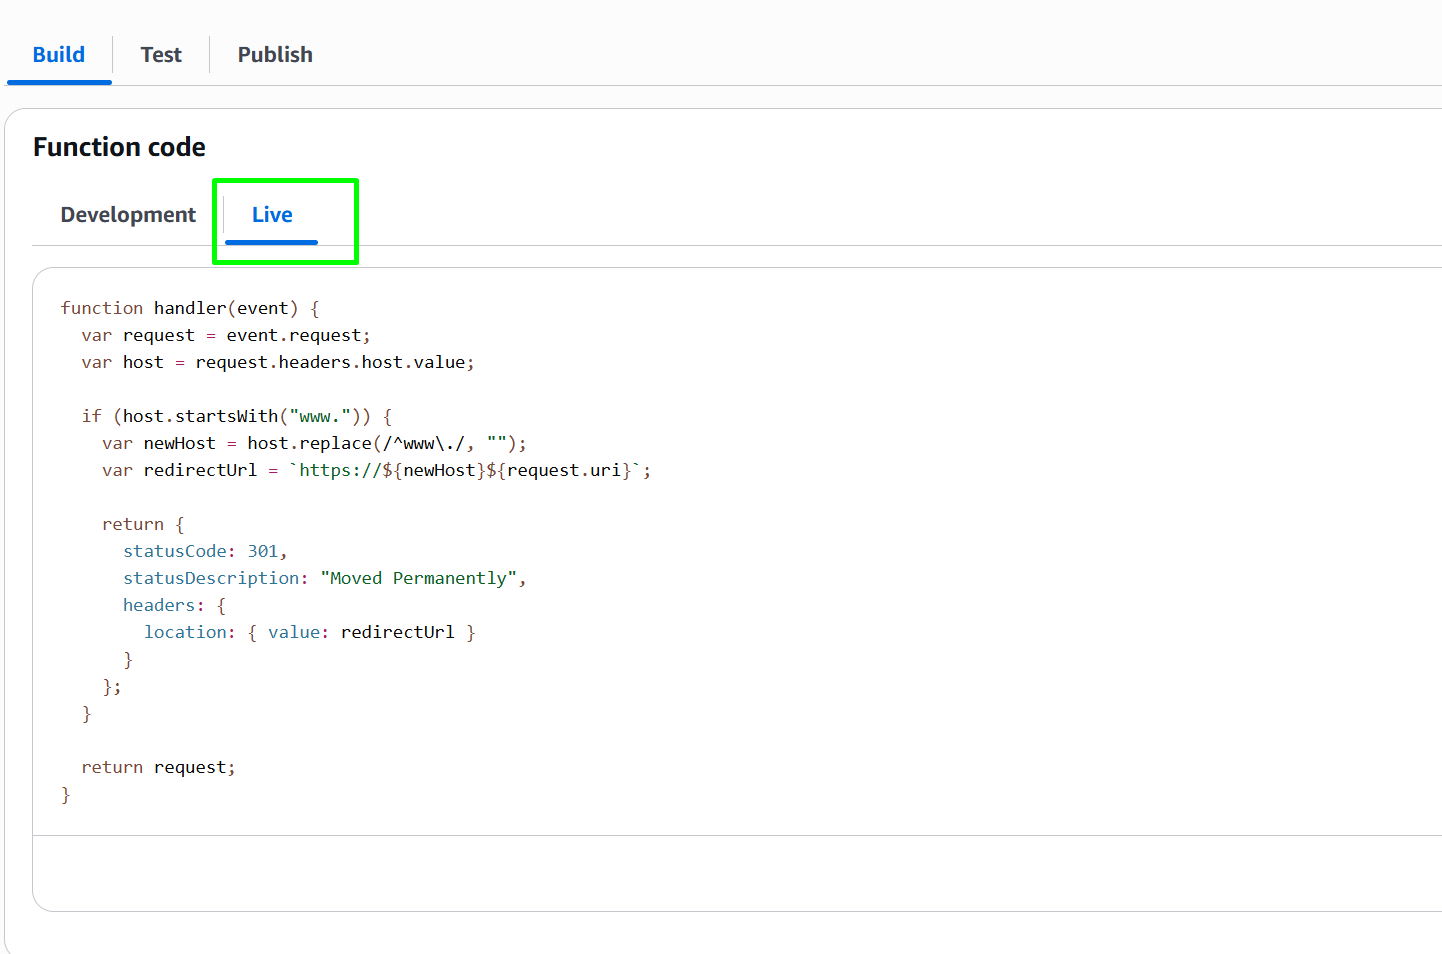 Build Test Publish
Function code
Development Live
function handler(event) {
  var request = event.request;
  var host = request.headers.host.value;

  if (host.startsWith("www.")) {
    var newHost = host.replace(/^www\./, "");
    var redirectUrl = `https://${newHost}${request.uri}`;

    return {
      statusCode: 301,
      statusDescription: "Moved Permanently",
      headers: {
        location: { value: redirectUrl }
      }
    };
  }

  return request;
}